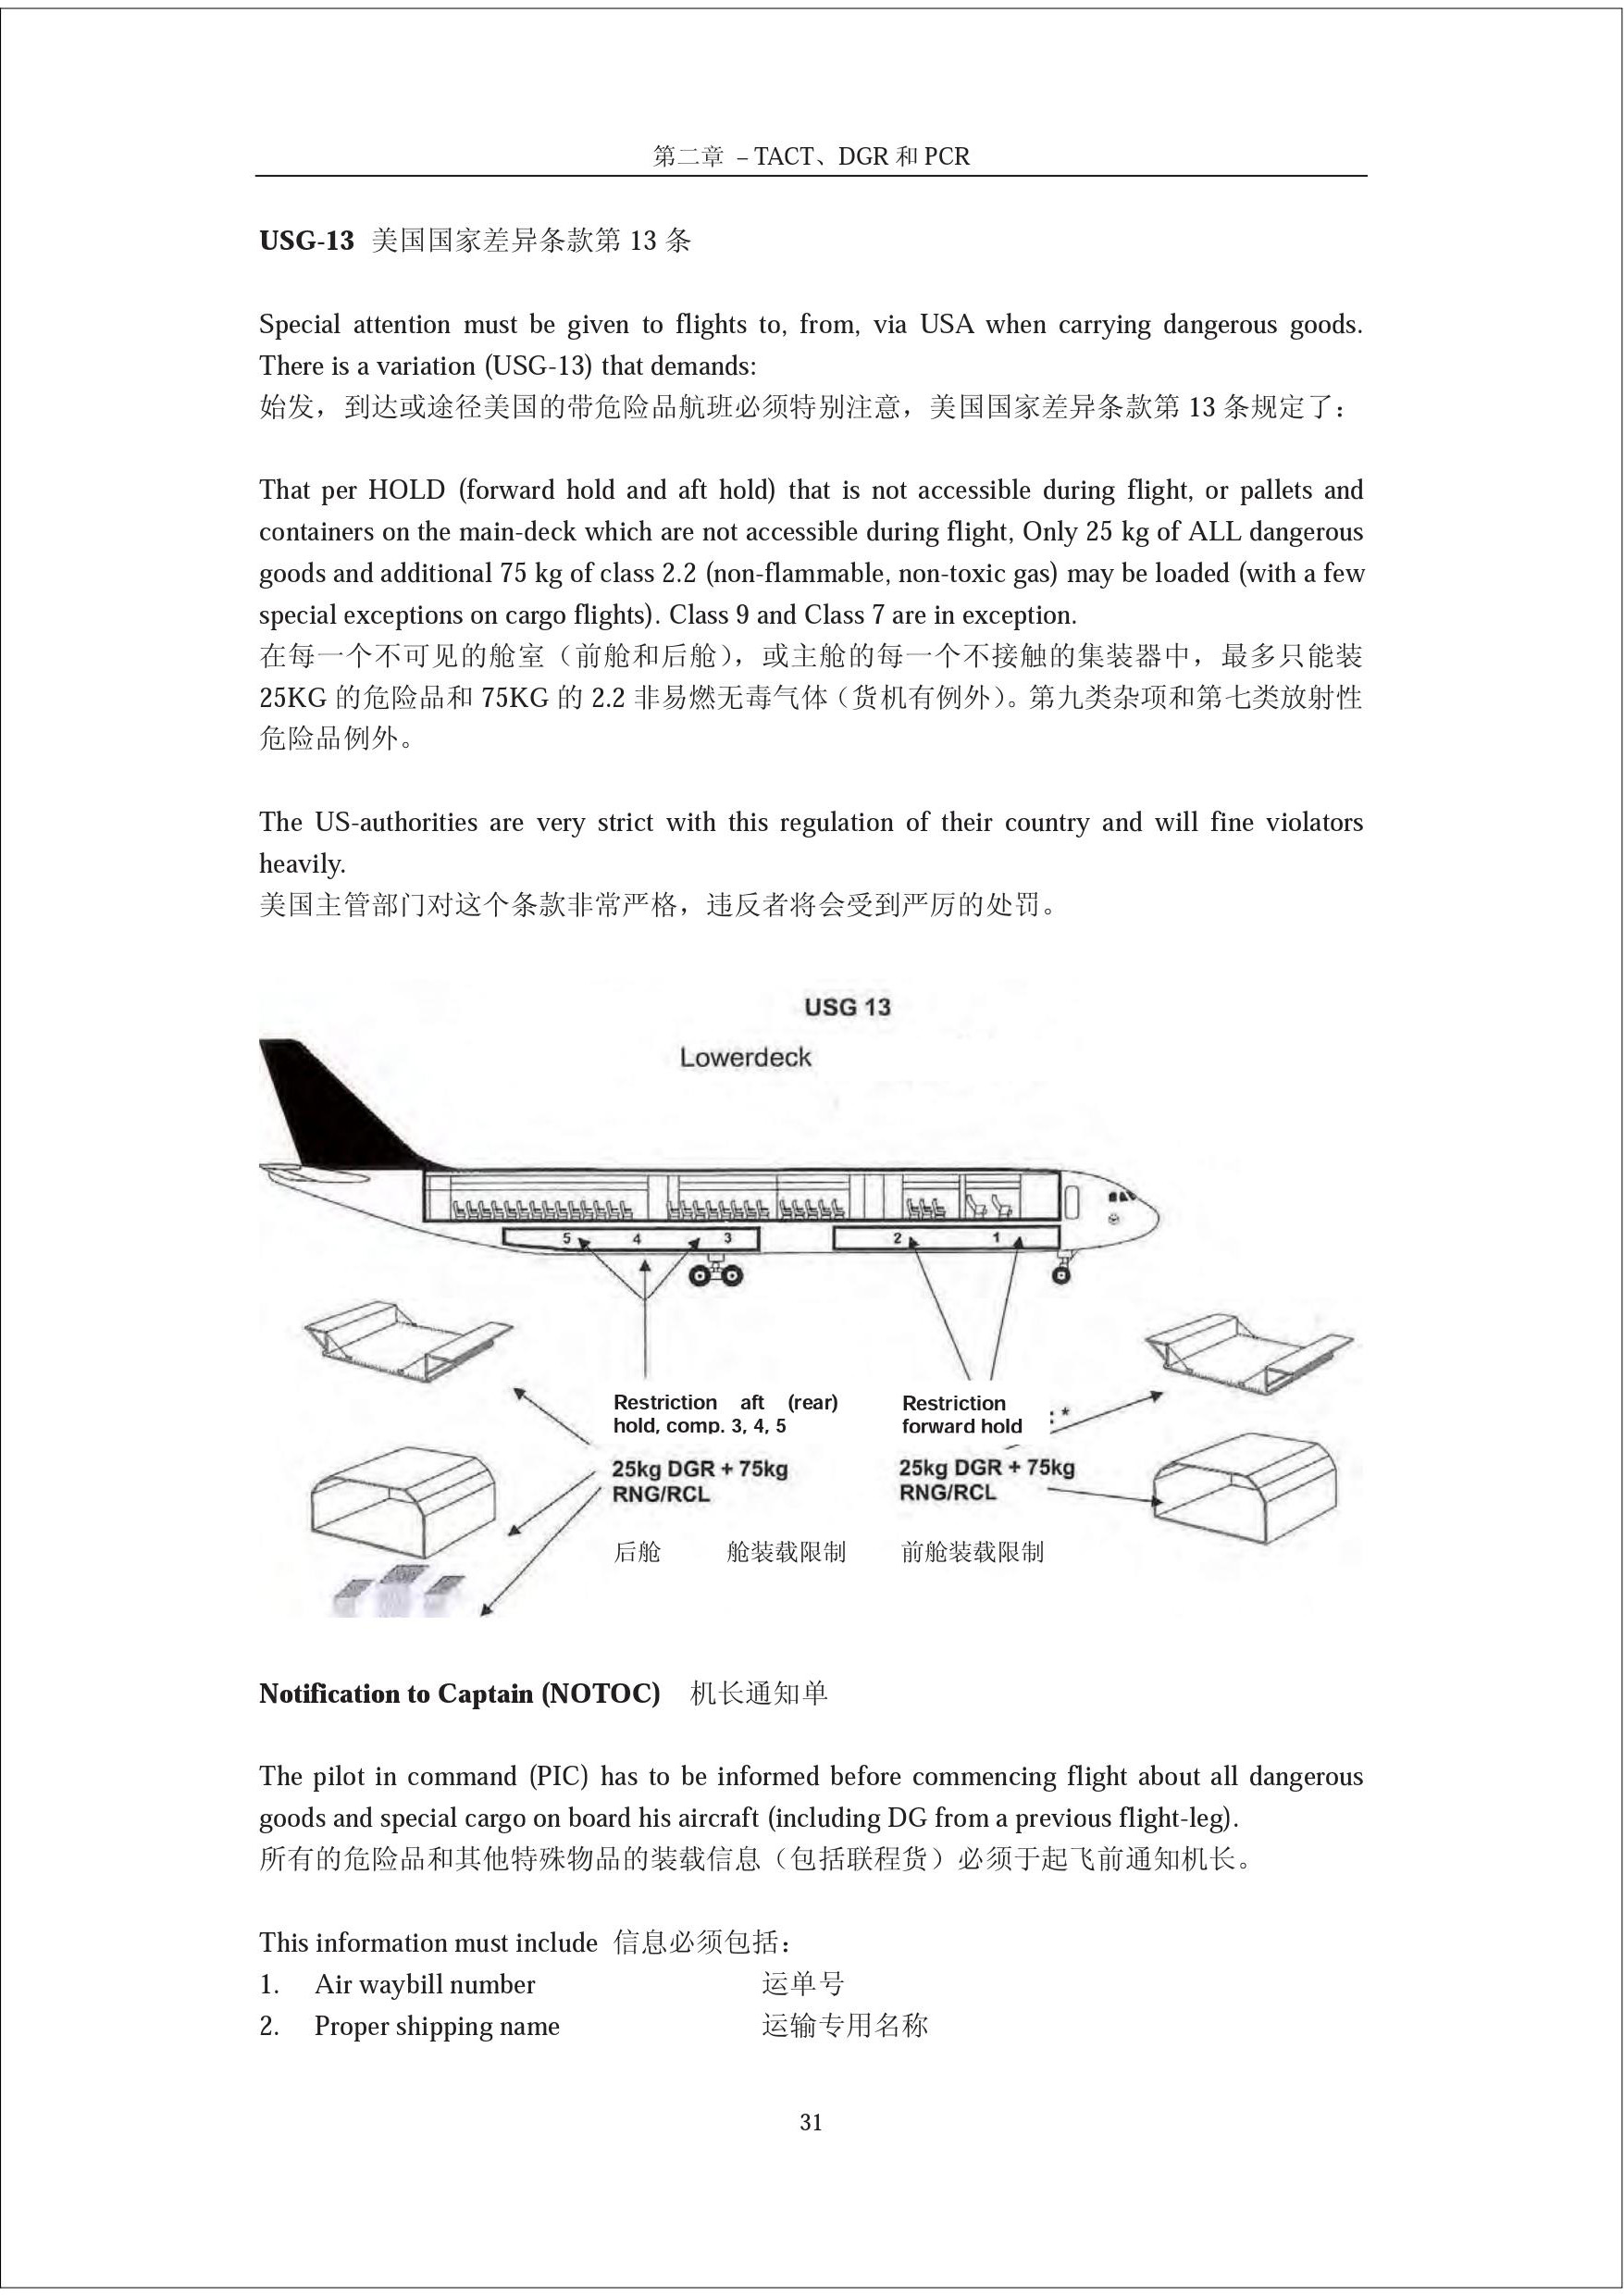 第二章 – TACT、DGR 和 PCR
USG-13 美国国家差异条款第 13 条
Special attention must be given to flights to, from, via USA when carrying dangerous goods.
There is a variation (USG-13) that demands:
始发，到达或途径美国的带危险品航班必须特别注意，美国国家差异条款第 13 条规定了：
That per HOLD (forward hold and aft hold) that is not accessible during flight, or pallets and
containers on the main-deck which are not accessible during flight, Only 25 kg of ALL dangerous
goods and additional 75 kg of class 2.2 (non-flammable, non-toxic gas) may be loaded (with a few
special exceptions on cargo flights). Class 9 and Class 7 are in exception.
在每一个不可见的舱室（前舱和后舱），或主舱的每一个不接触的集装器中，最多只能装
25KG 的危险品和 75KG 的 2.2 非易燃无毒气体（货机有例外）。第九类杂项和第七类放射性
危险品例外。
The US-authorities are very strict with this regulation of their country and will fine violators
heavily.
美国主管部门对这个条款非常严格，违反者将会受到严厉的处罚。
USG 13
Lowerdeck
5 4 3 2 1
Restriction aft (rear)
hold, comp. 3, 4, 5
25kg DGR + 75kg
RNG/RCL
后舱 舱装载限制
Restriction
forward hold : *
25kg DGR + 75kg
RNG/RCL
前舱装载限制
Notification to Captain (NOTOC) 机长通知单
The pilot in command (PIC) has to be informed before commencing flight about all dangerous
goods and special cargo on board his aircraft (including DG from a previous flight-leg).
所有的危险品和其他特殊物品的装载信息（包括联程货）必须于起飞前通知机长。
This information must include 信息必须包括：
1. Air waybill number 运单号
2. Proper shipping name 运输专用名称
31